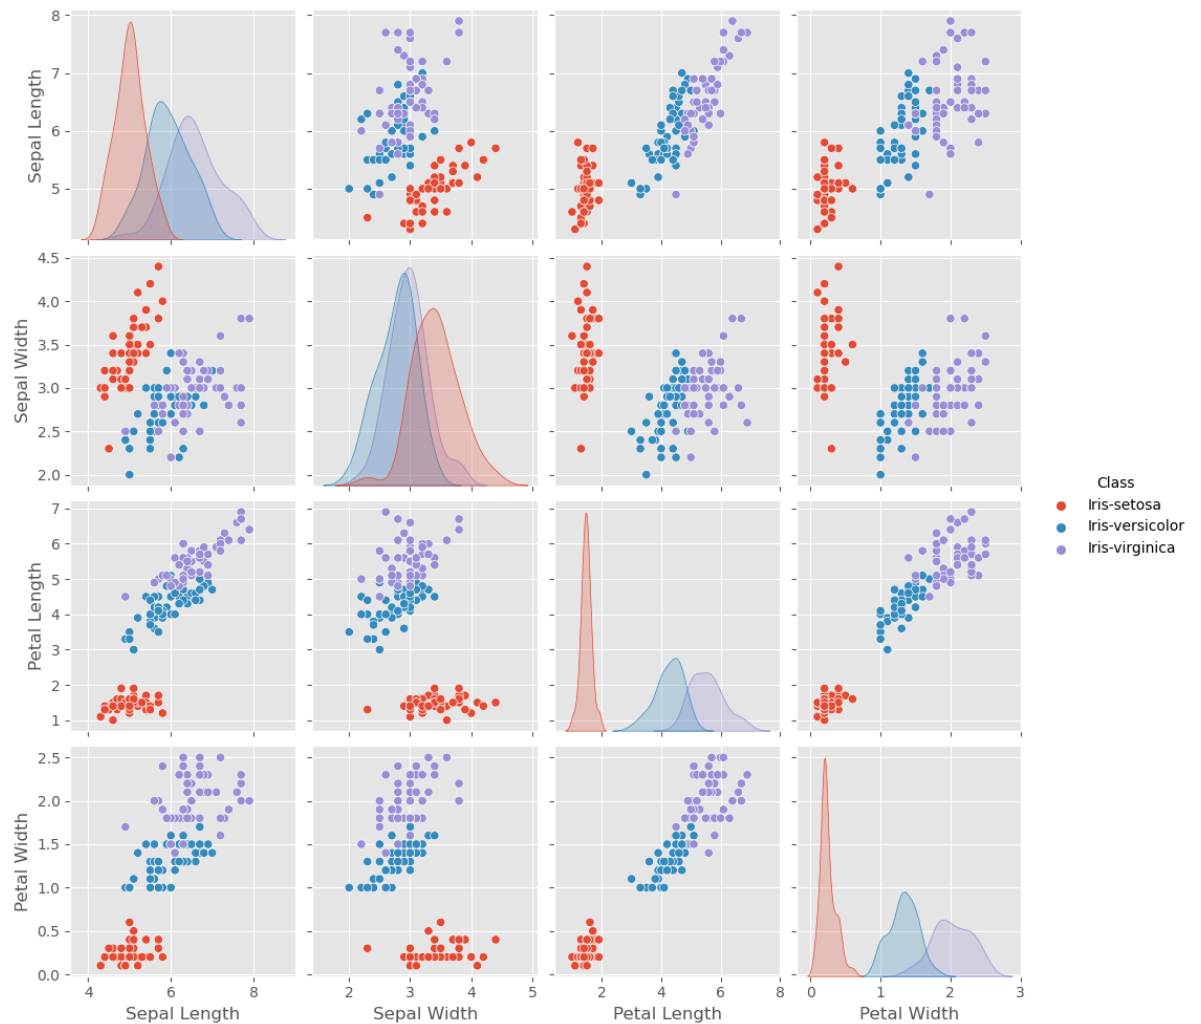 8
7
6
5
Sepal Length
4.5
4.0
3.5
3.0
2.5
2.0
Sepal Width
7
6
5
4
3
2
1
Petal Length
2.5
2.0
1.5
1.0
0.5
0.0
Petal Width
4 6 8
Sepal Length
2 3 4 5
Sepal Width
2 4 6 8
Petal Length
0 1 2 3
Petal Width
Class
Iris-setosa
Iris-versicolor
Iris-virginica